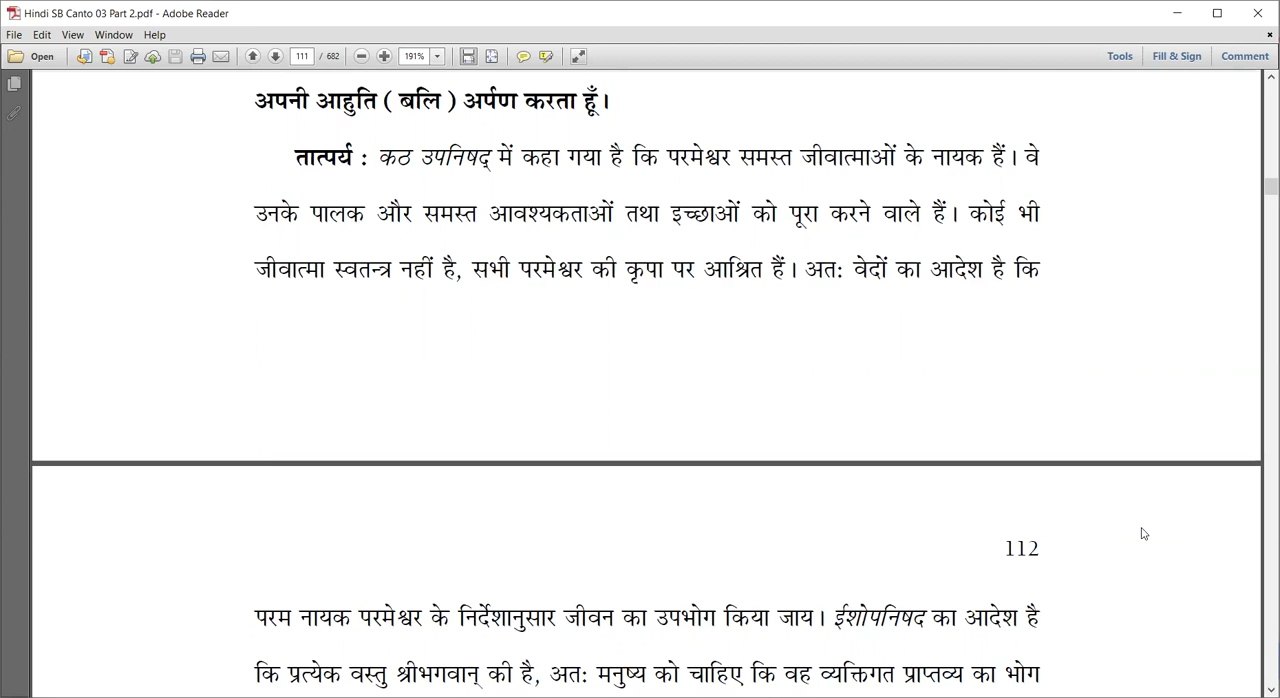 Hindi SB Canto 03 Part 2.pdf - Adobe Reader
File Edit View Window Help
Open 111 / 682 191% Tools Fill & Sign Comment
अपनी आहुति ( बलि ) अर्पण करता हूँ।
तात्पर्य : कठ उपनिषद् में कहा गया है कि परमेश्वर समस्त जीवात्माओं के नायक हैं। वे
उनके पालक और समस्त आवश्यकताओं तथा इच्छाओं को पूरा करने वाले हैं। कोई भी
जीवात्मा स्वतन्त्र नहीं है, सभी परमेश्वर की कृपा पर आश्रित हैं। अत: वेदों का आदेश है कि
112
परम नायक परमेश्वर के निर्देशानुसार जीवन का उपभोग किया जाय। ईशोपनिषद का आदेश है
कि प्रत्येक वस्तु श्रीभगवान् की है, अत: मनुष्य को चाहिए कि वह व्यक्तिगत प्राप्तव्य का भोग